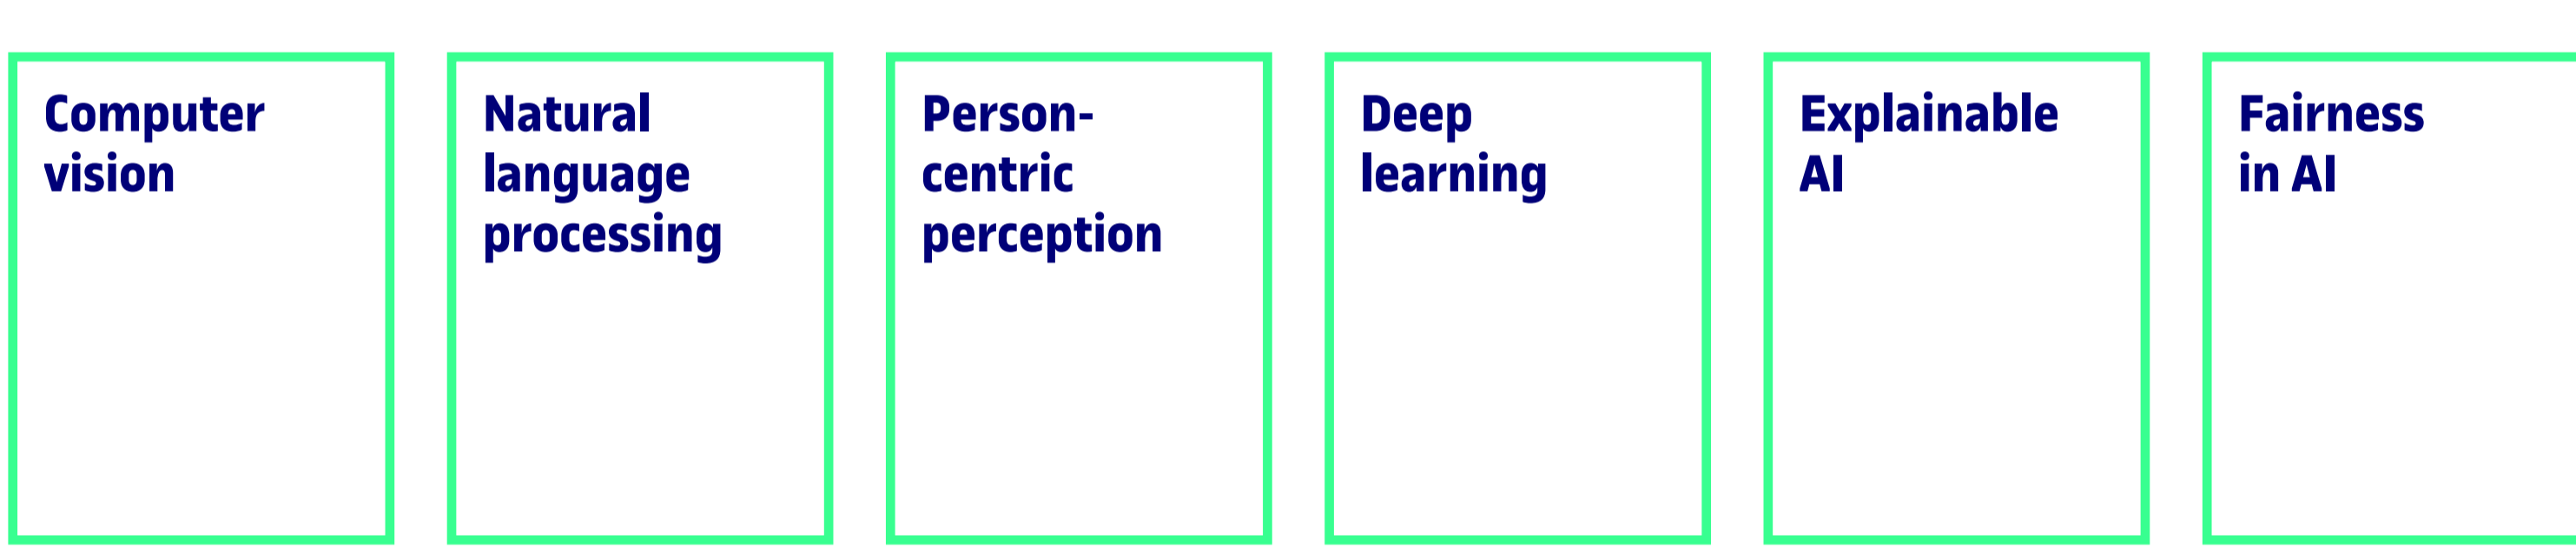 Computer
vision
Natural
language
processing
Person-
centric
perception
Deep
learning
Explainable
AI
Fairness
in AI